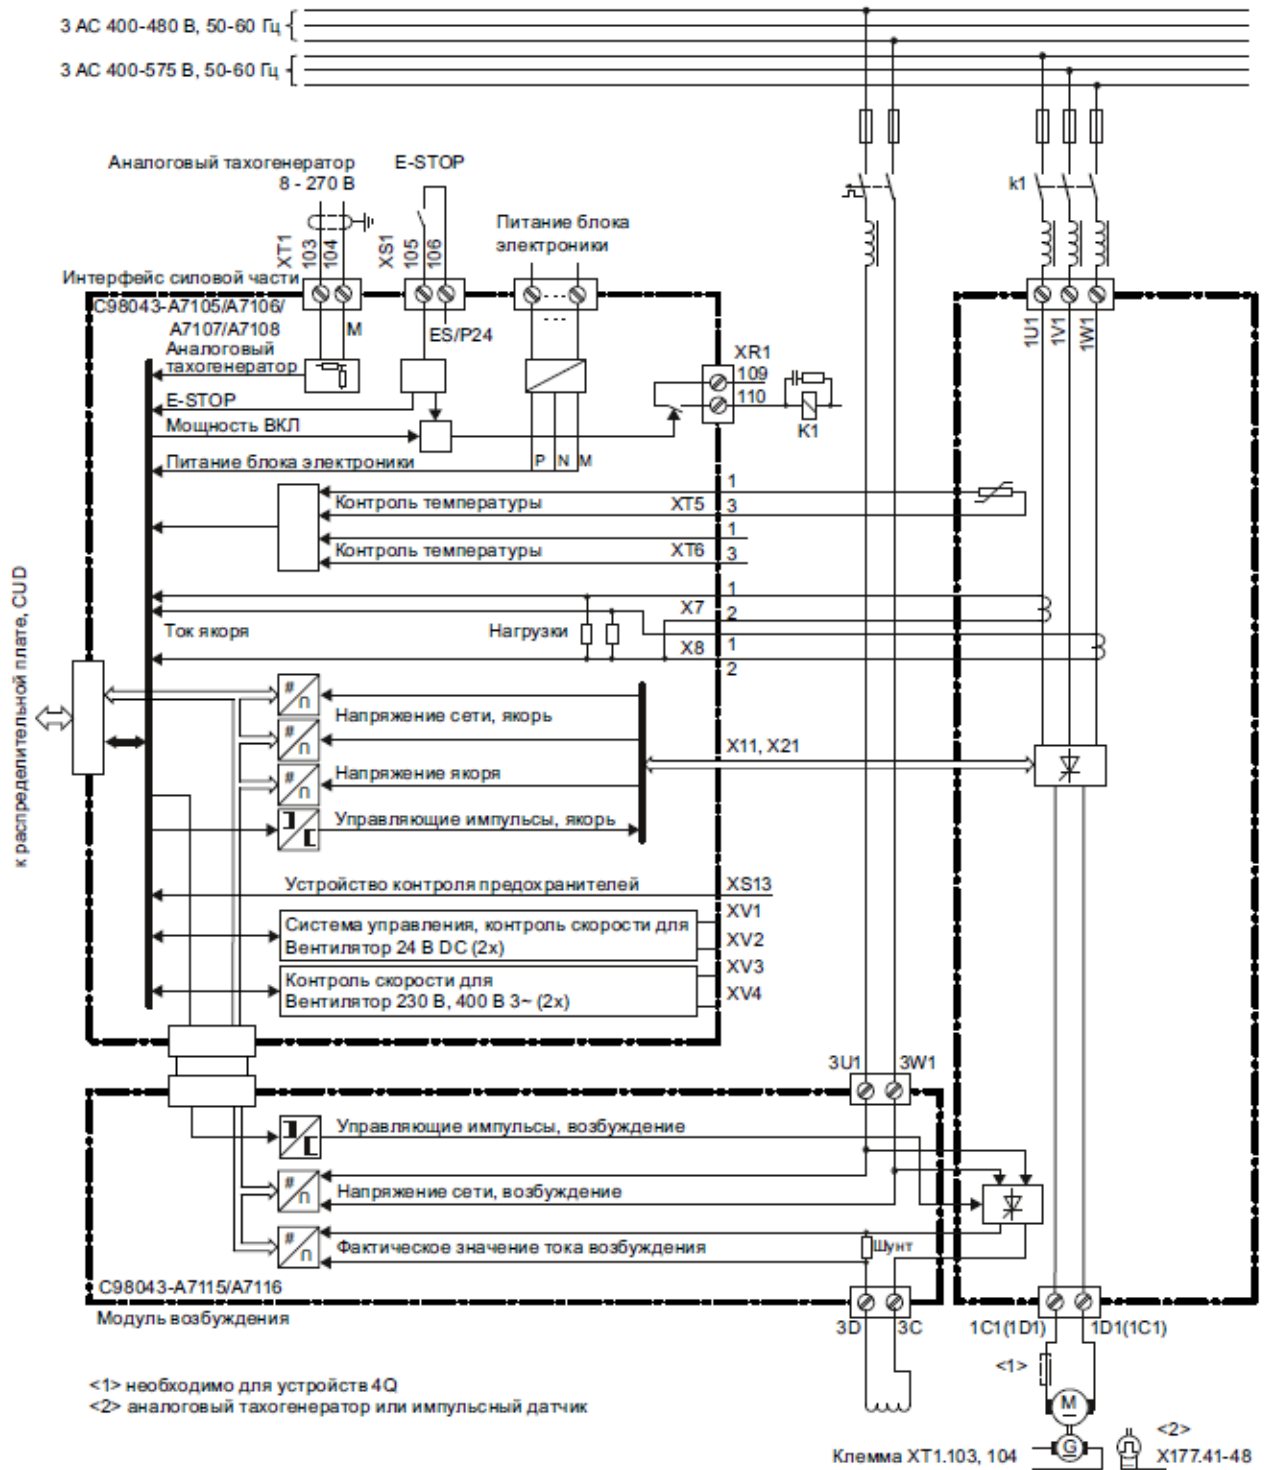 3 AC 400-480 В, 50-60 Гц
3 AC 400-575 В, 50-60 Гц
Аналоговый тахогенератор
8 - 270 В
E-STOP
k1
Питание блока
электроники
XT1
103
104
XS1
105
106
Интерфейс силовой части
C98043-A7105/A7106/
A7107/A7108
M
ES/P24
1U1
1V1
1W1
Аналоговый
тахогенератор
XR1
109
110
K1
E-STOP
Мощность ВКЛ
Питание блока электроники
P N M
1
Контроль температуры XT5 3
1
Контроль температуры XT6 3
1
X7 2
Ток якоря
Нагрузки
X8 1
2
к распределительной плате, CUD
#
n
Напряжение сети, якорь
#
n
X11, X21
Напряжение якоря
#
n
Управляющие импульсы, якорь
Устройство контроля предохранителей XS13
XV1
Система управления, контроль скорости для
Вентилятор 24 В DC (2x)
XV2
XV3
Контроль скорости для
Вентилятор 230 В, 400 В 3~ (2x)
XV4
3U1 3W1
Управляющие импульсы, возбуждение
#
n
Напряжение сети, возбуждение
#
n
Фактическое значение тока возбуждения
Шунт
C98043-A7115/A7116
Модуль возбуждения
3D 3C
1C1(1D1) 1D1(1C1)
<1>
<1> необходимо для устройств 4Q
<2> аналоговый тахогенератор или импульсный датчик
M
<2>
G
Клемма XT1.103, 104
X177.41-48